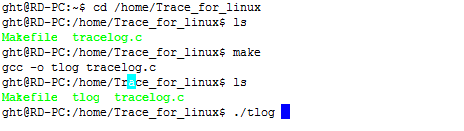 ght@RD-PC:~$ cd /home/Trace_for_linux
ght@RD-PC:/home/Trace_for_linux$ ls
Makefile  tracelog.c
ght@RD-PC:/home/Trace_for_linux$ make
gcc -o tlog tracelog.c
ght@RD-PC:/home/Trace_for_linux$ ls
Makefile  tlog  tracelog.c
ght@RD-PC:/home/Trace_for_linux$ ./tlog